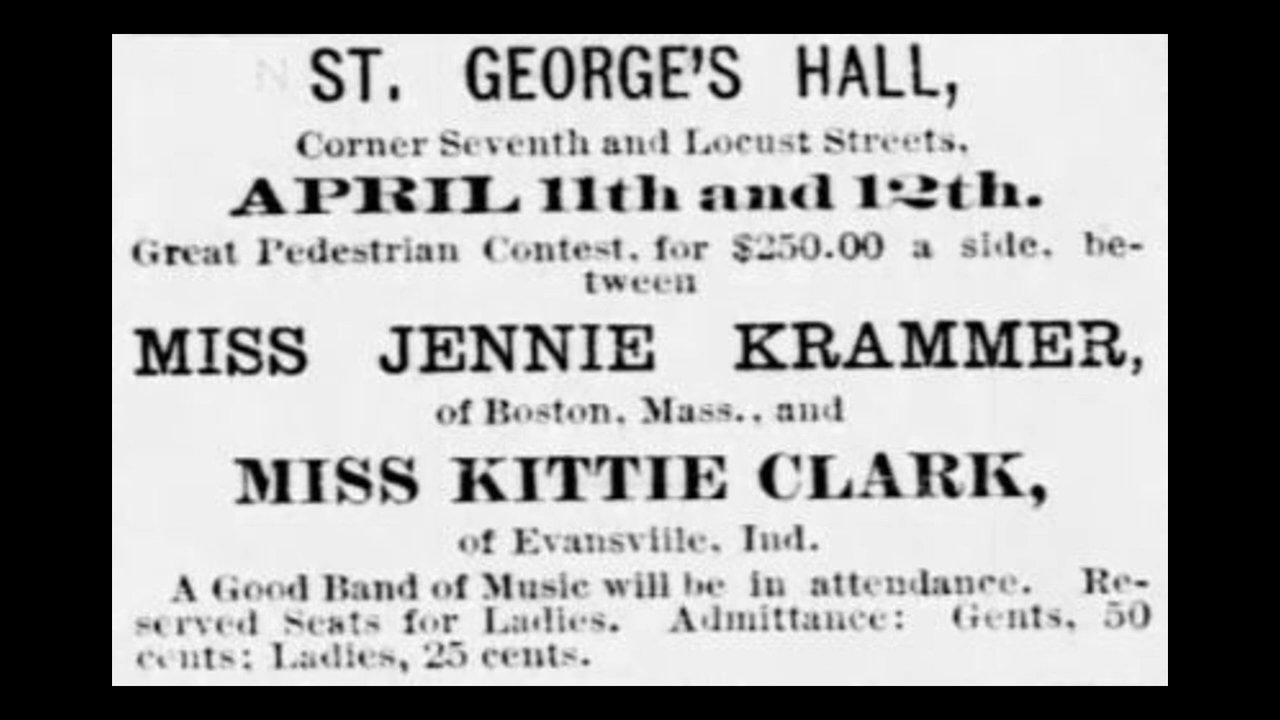 ST. GEORGE'S HALL,
Corner Seventh and Locust Streets.
APRIL 11th and 12th.
Great Pedestrian Contest, for $250.00 a side, be-
tween
MISS JENNIE KRAMMER,
of Boston, Mass., and
MISS KITTIE CLARK,
of Evansville, Ind.
A Good Band of Music will be in attendance. Re-
served Seats for Ladies. Admittance: Gents, 50
cents; Ladies, 25 cents.